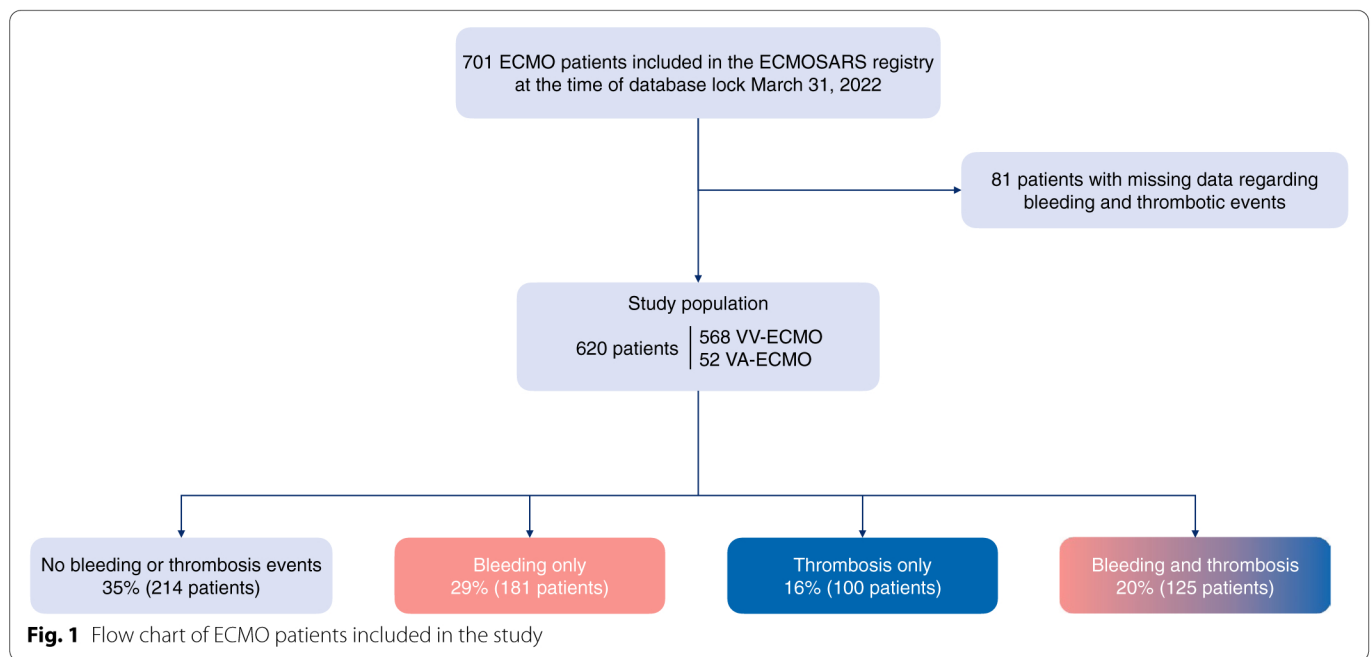 701 ECMO patients included in the ECMOSARS registry
at the time of database lock March 31, 2022
81 patients with missing data regarding
bleeding and thrombotic events
Study population
620 patients
568 VV-ECMO
52 VA-ECMO
No bleeding or thrombosis events
35% (214 patients)
Bleeding only
29% (181 patients)
Thrombosis only
16% (100 patients)
Bleeding and thrombosis
20% (125 patients)
Fig. 1 Flow chart of ECMO patients included in the study